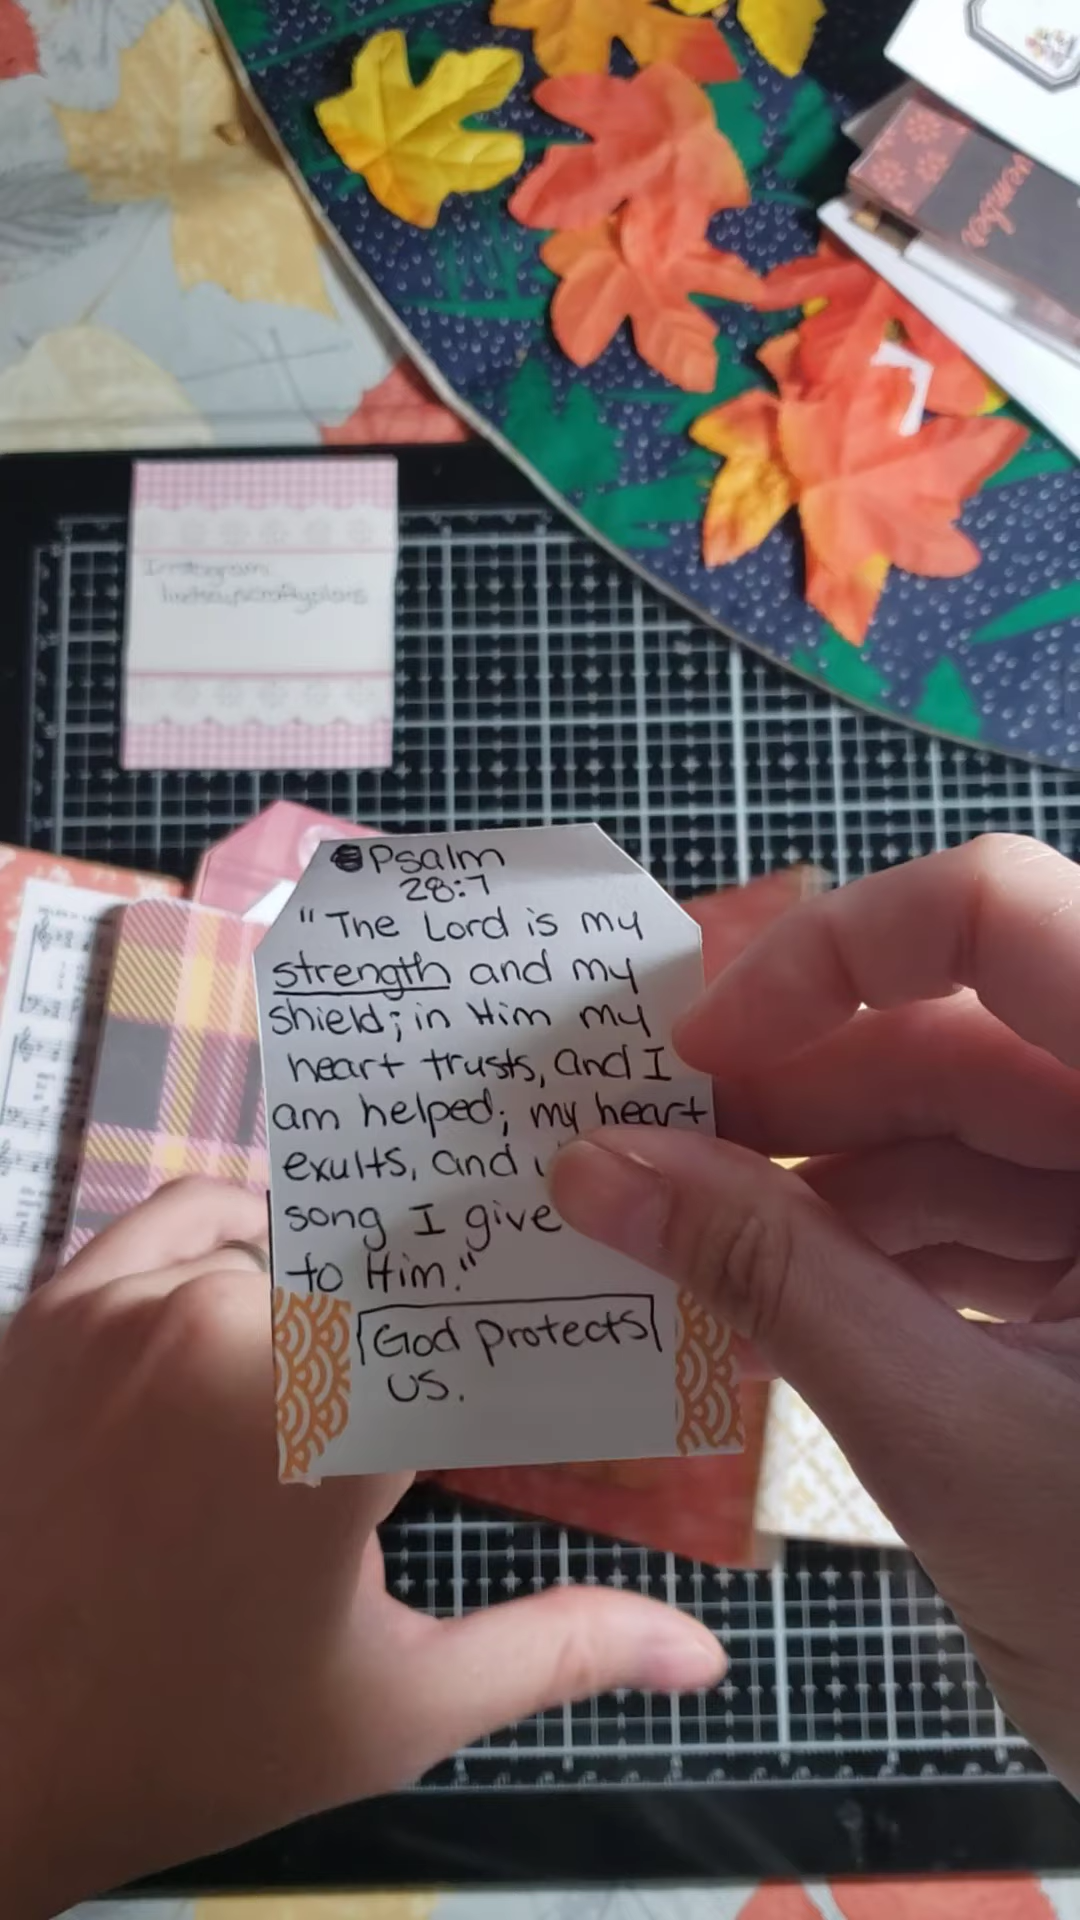 Instagram
Psalm
28:7
"The Lord is my
strength and my
shield; in Him my
heart trusts, and I
am helped; my heart
exults, and
song I give
to Him."
God protects
us.